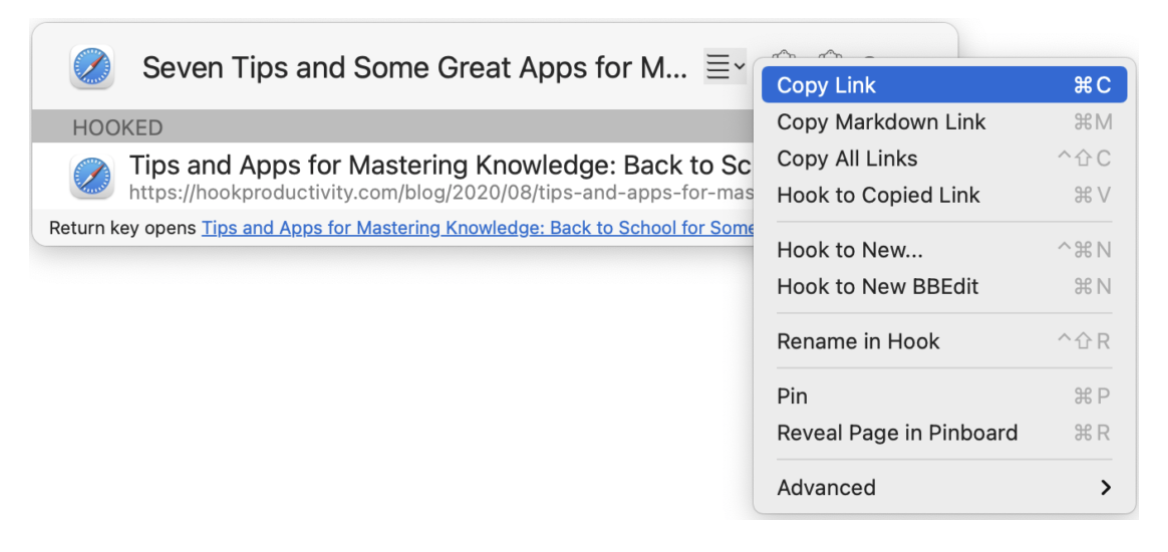 Seven Tips and Some Great Apps for M...
HOOKED
Tips and Apps for Mastering Knowledge: Back to Sc
https://hookproductivity.com/blog/2020/08/tips-and-apps-for-mas
Return key opens Tips and Apps for Mastering Knowledge: Back to School for Some
Copy Link ⌘ C
Copy Markdown Link ⌘ M
Copy All Links ^⇧ C
Hook to Copied Link ⌘ V
Hook to New... ^⌘ N
Hook to New BBEdit ⌘ N
Rename in Hook ^⇧ R
Pin ⌘ P
Reveal Page in Pinboard ⌘ R
Advanced